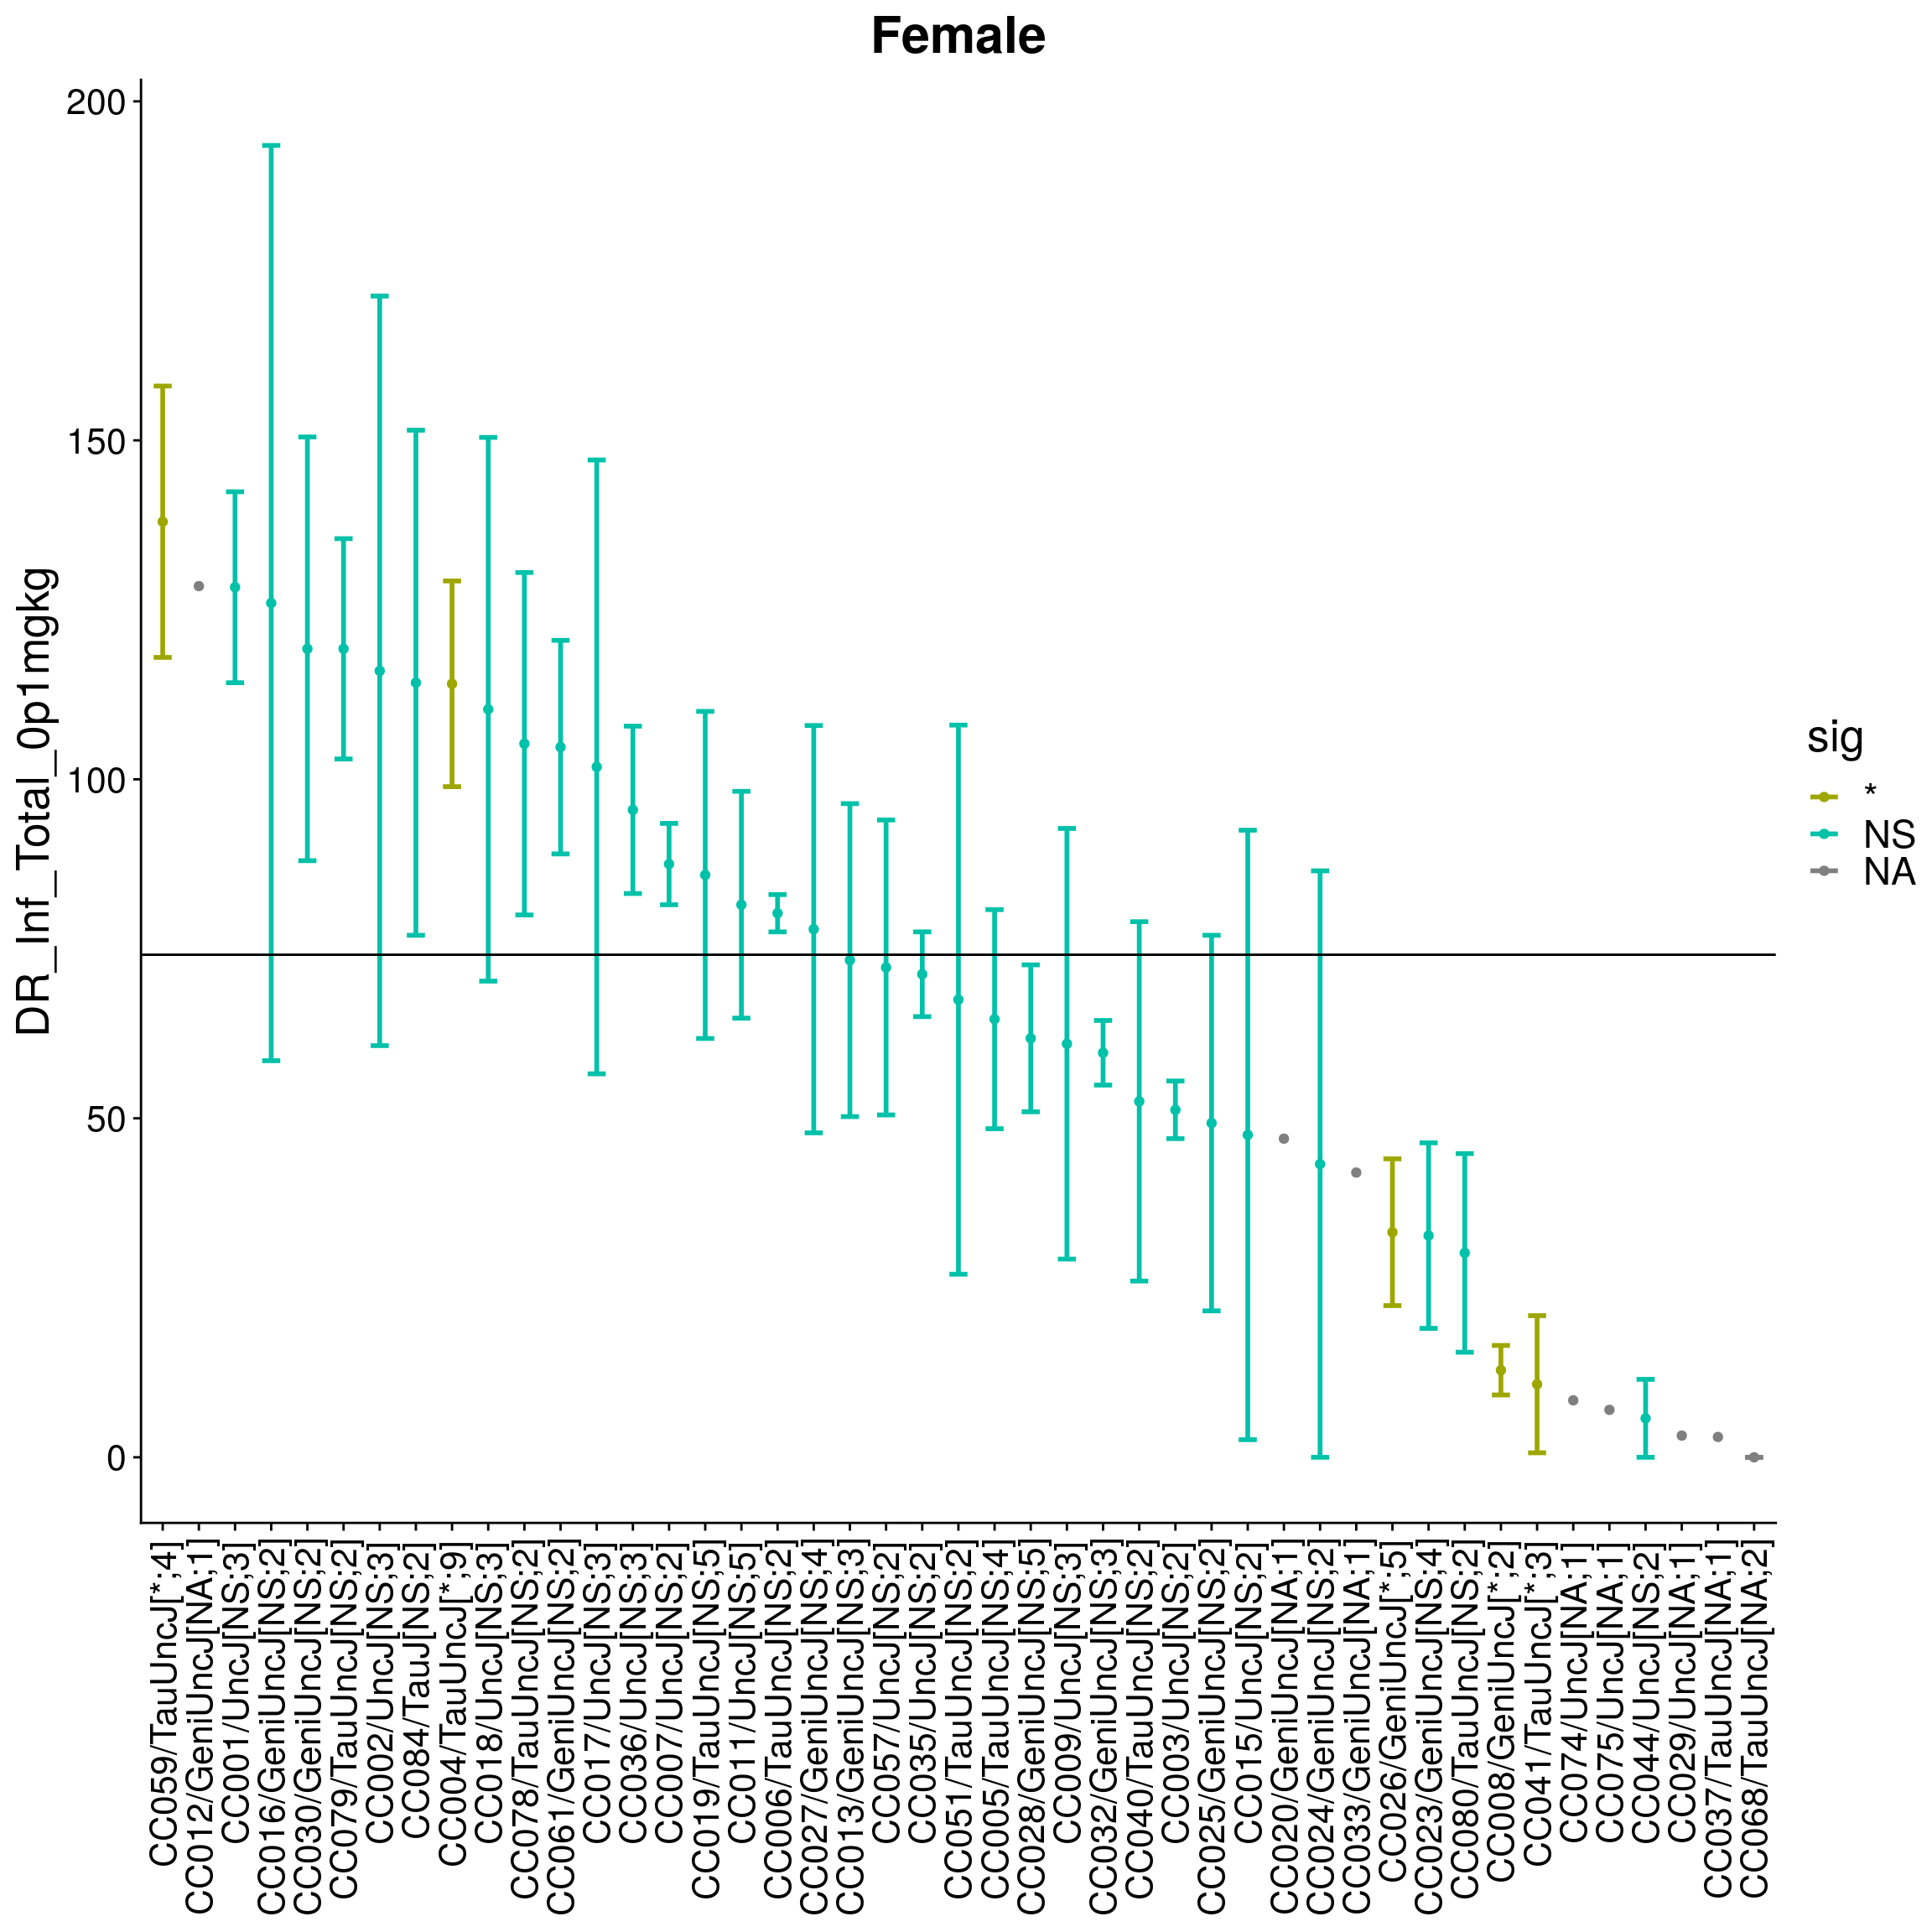 Female
DR_Inf_Total_0p1mgkg
200
150
100
50
0
CC059/TauUncJ[*;4]
CC012/GeniUncJ[NA;1]
CC001/UncJ[NS;3]
CC016/GeniUncJ[NS;2]
CC030/GeniUncJ[NS;2]
CC079/TauUncJ[NS;2]
CC002/UncJ[NS;3]
CC084/TauJ[NS;2]
CC004/TauUncJ[*;9]
CC018/UncJ[NS;3]
CC078/TauUncJ[NS;2]
CC061/GeniUncJ[NS;2]
CC017/UncJ[NS;3]
CC036/UncJ[NS;3]
CC007/UncJ[NS;2]
CC019/TauUncJ[NS;5]
CC011/UncJ[NS;5]
CC006/TauUncJ[NS;2]
CC027/GeniUncJ[NS;4]
CC013/GeniUncJ[NS;3]
CC057/UncJ[NS;2]
CC035/UncJ[NS;2]
CC051/TauUncJ[NS;2]
CC005/TauUncJ[NS;4]
CC028/GeniUncJ[NS;5]
CC009/UncJ[NS;3]
CC032/GeniUncJ[NS;3]
CC040/TauUncJ[NS;2]
CC003/UncJ[NS;2]
CC025/GeniUncJ[NS;2]
CC015/UncJ[NS;2]
CC020/GeniUncJ[NA;1]
CC024/GeniUncJ[NS;2]
CC033/GeniUncJ[NA;1]
CC026/GeniUncJ[*;5]
CC023/GeniUncJ[NS;4]
CC080/TauUncJ[NS;2]
CC008/GeniUncJ[*;2]
CC041/TauUncJ[*;3]
CC074/UncJ[NA;1]
CC075/UncJ[NA;1]
CC044/UncJ[NS;2]
CC029/UncJ[NA;1]
CC037/TauUncJ[NA;1]
CC068/TauUncJ[NA;2]
sig
*
NS
NA